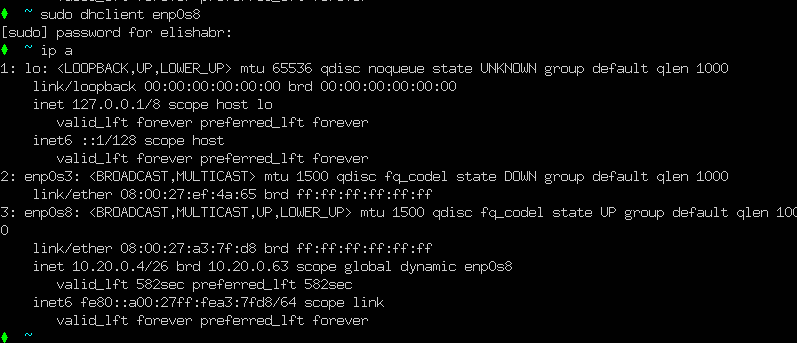 ♦ ~ sudo dhclient enp0s8
[sudo] password for elishabr:
♦ ~ ip a
1: lo: <LOOPBACK,UP,LOWER_UP> mtu 65536 qdisc noqueue state UNKNOWN group default qlen 1000
    link/loopback 00:00:00:00:00:00 brd 00:00:00:00:00:00
    inet 127.0.0.1/8 scope host lo
       valid_lft forever preferred_lft forever
    inet6 ::1/128 scope host
       valid_lft forever preferred_lft forever
2: enp0s3: <BROADCAST,MULTICAST> mtu 1500 qdisc fq_codel state DOWN group default qlen 1000
    link/ether 08:00:27:ef:4a:65 brd ff:ff:ff:ff:ff:ff
3: enp0s8: <BROADCAST,MULTICAST,UP,LOWER_UP> mtu 1500 qdisc fq_codel state UP group default qlen 100
0
    link/ether 08:00:27:a3:7f:d8 brd ff:ff:ff:ff:ff:ff
    inet 10.20.0.4/26 brd 10.20.0.63 scope global dynamic enp0s8
       valid_lft 582sec preferred_lft 582sec
    inet6 fe80::a00:27ff:fea3:7fd8/64 scope link
       valid_lft forever preferred_lft forever
♦ ~